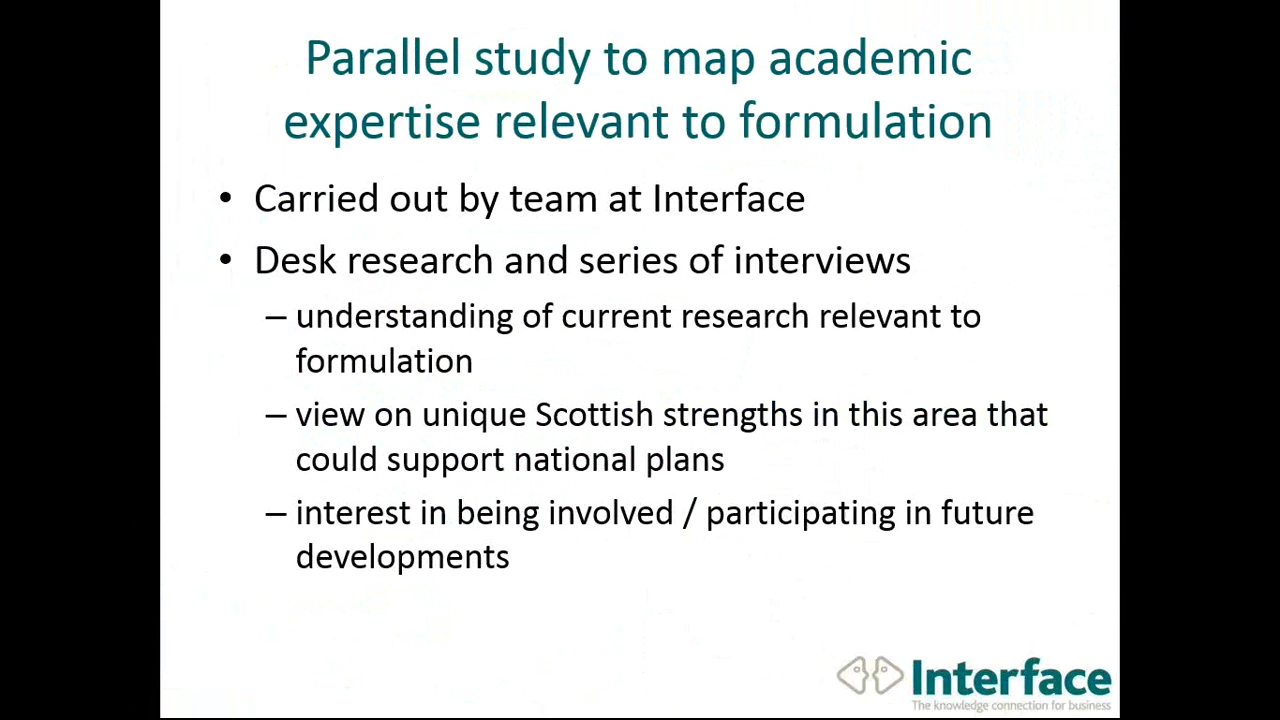 Parallel study to map academic
expertise relevant to formulation
• Carried out by team at Interface
• Desk research and series of interviews
– understanding of current research relevant to
formulation
– view on unique Scottish strengths in this area that
could support national plans
– interest in being involved / participating in future
developments
Interface
The knowledge connection for business